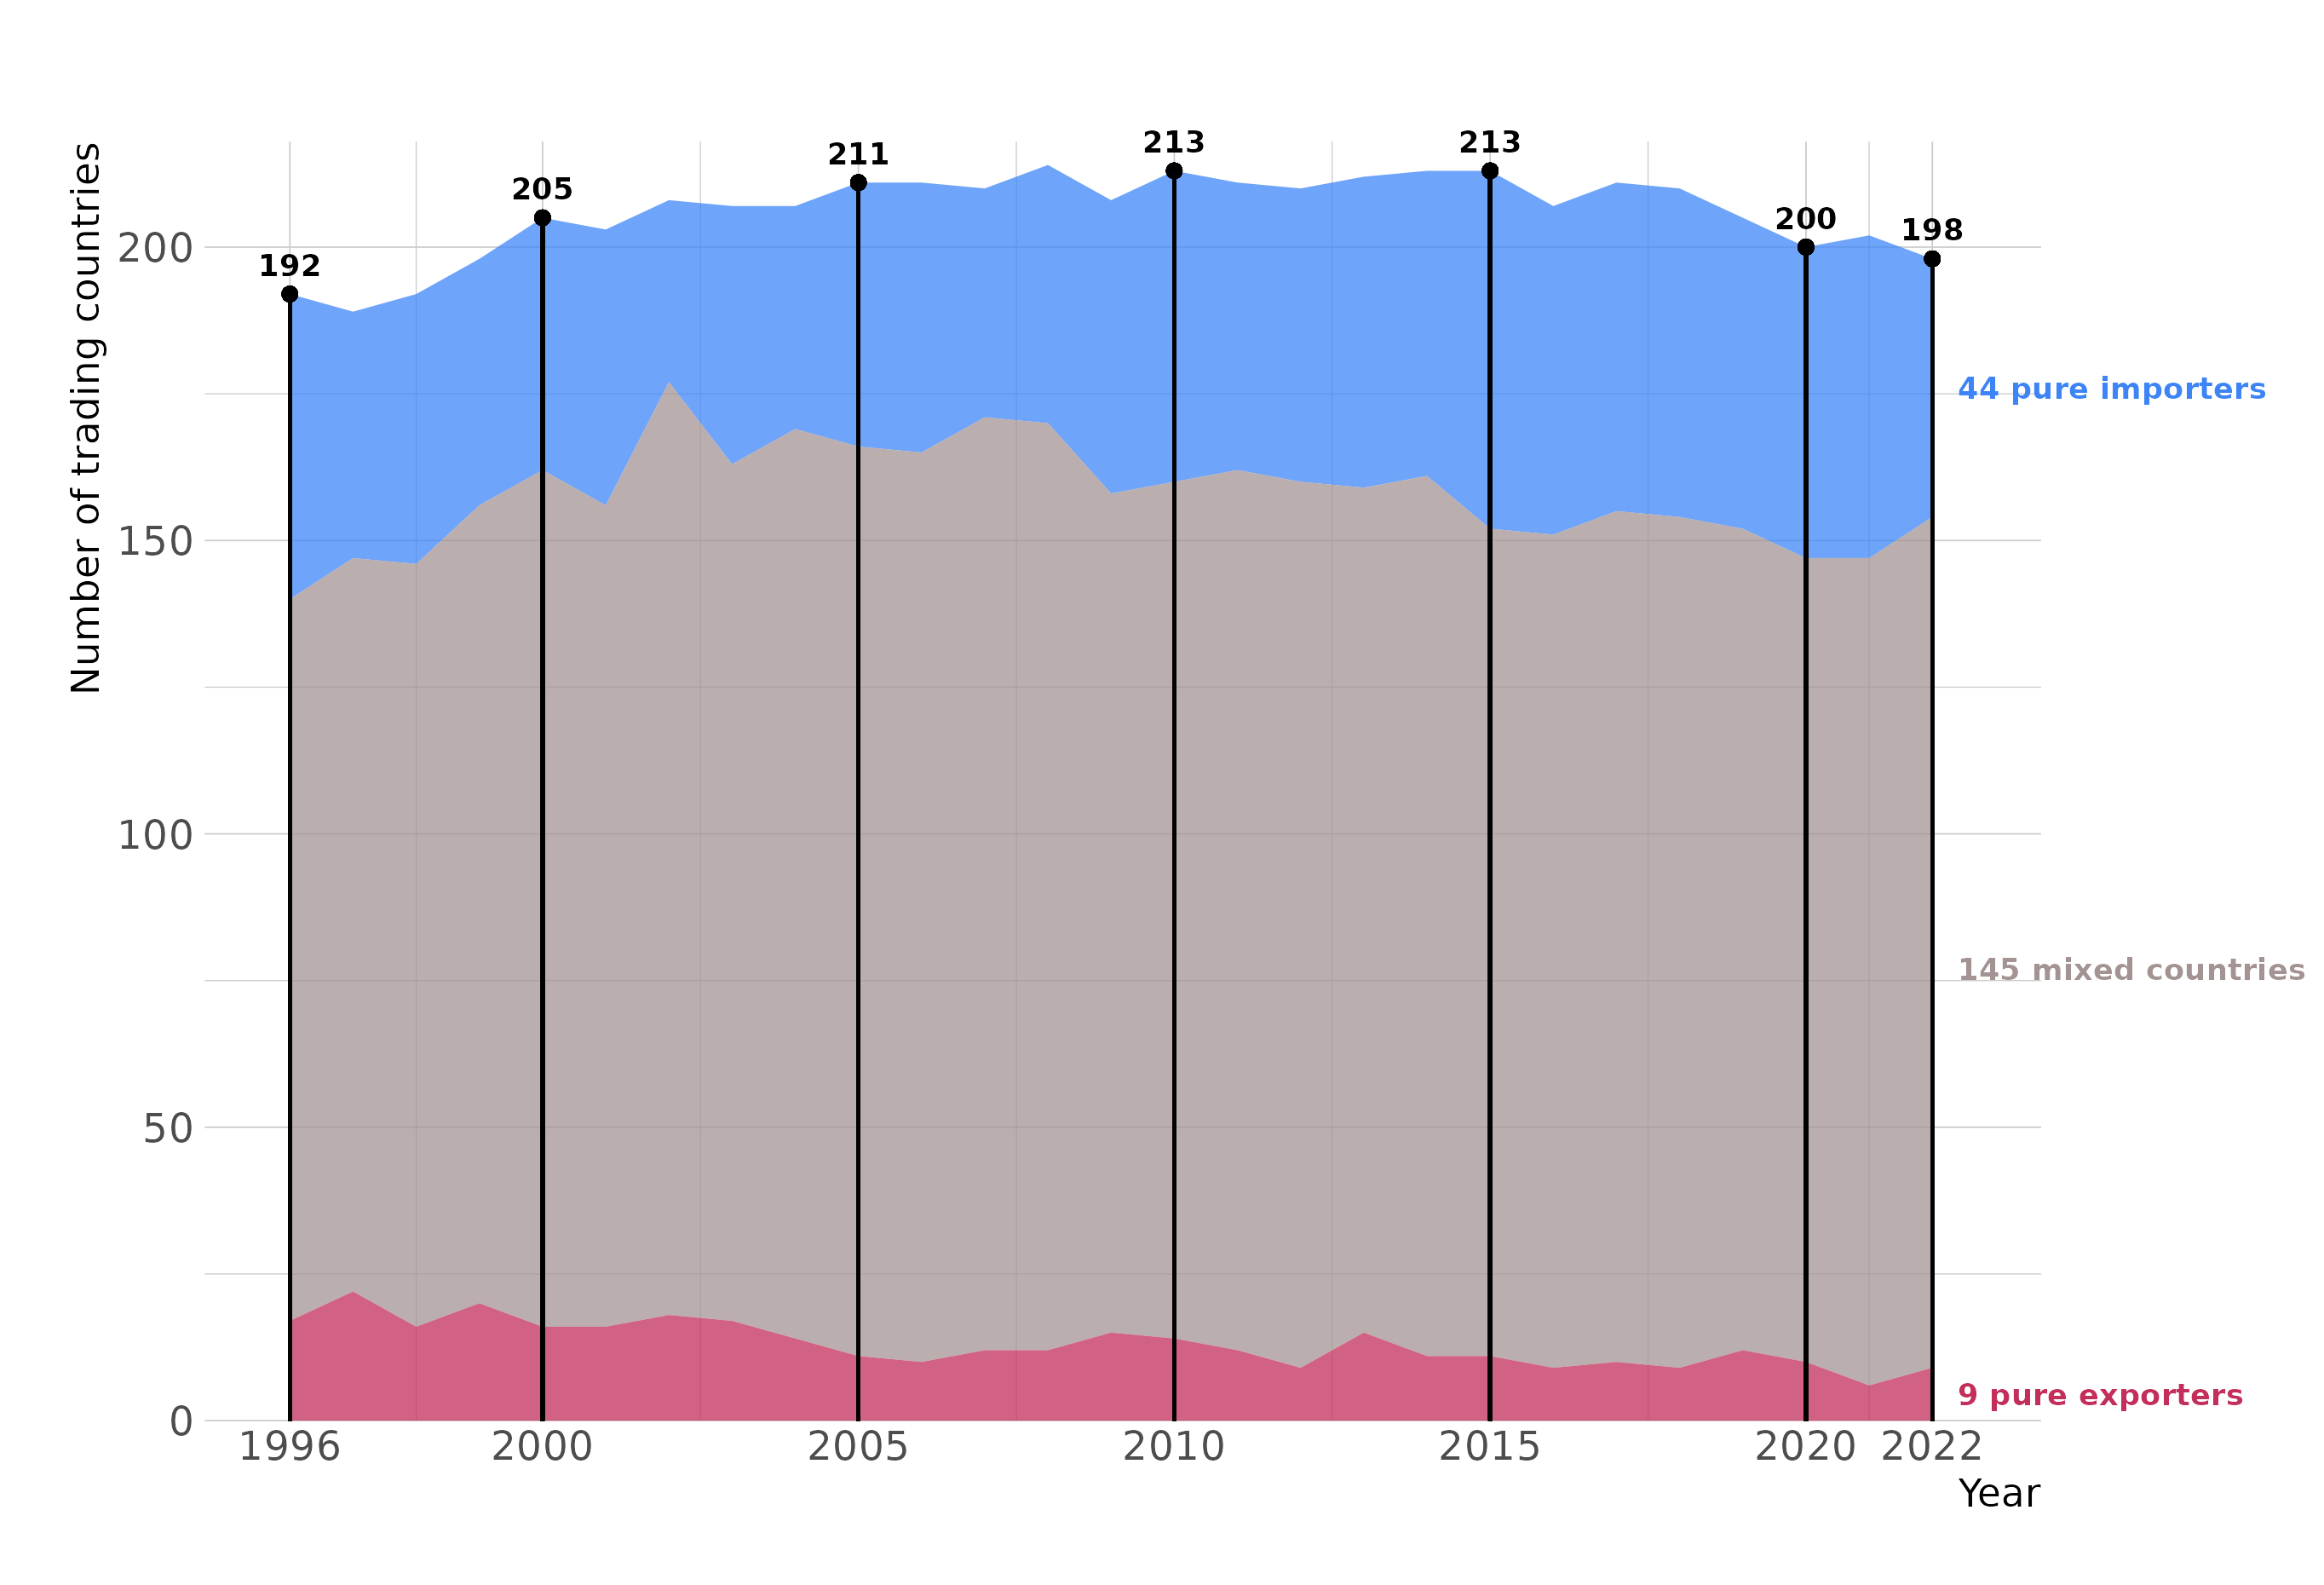 Number of trading countries
200
150
100
50
0
192
205
211
213
213
200
198
44 pure importers
145 mixed countries
9 pure exporters
1996 2000 2005 2010 2015 2020 2022
Year